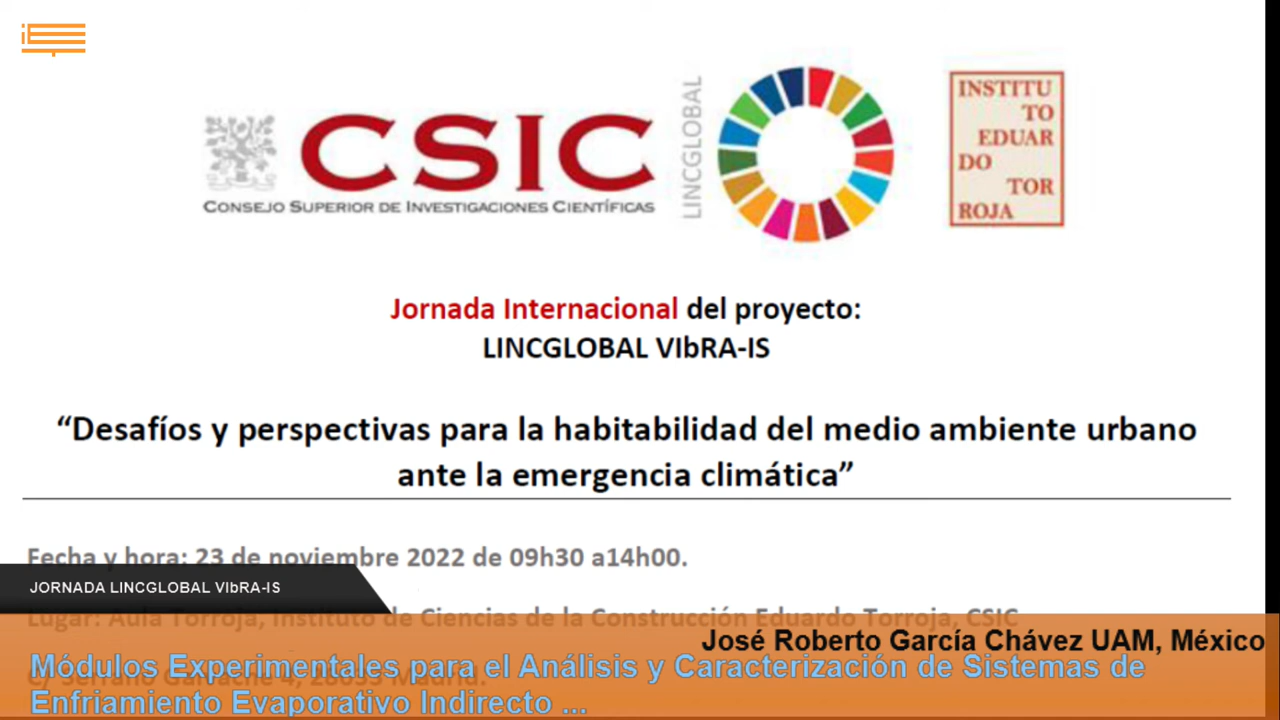 CSIC
CONSEJO SUPERIOR DE INVESTIGACIONES CIENTÍFICAS
LINCGLOBAL
INSTITU
TO
EDUAR
DO
TOR
ROJA
Jornada Internacional del proyecto:
LINCGLOBAL VIbRA-IS
“Desafíos y perspectivas para la habitabilidad del medio ambiente urbano
ante la emergencia climática”
Fecha y hora: 23 de noviembre 2022 de 09h30 a14h00.
JORNADA LINCGLOBAL VIbRA-IS
Lugar: Aula Torroja, Instituto de Ciencias de la Construcción Eduardo Torroja, CSIC
José Roberto García Chávez UAM, México
Módulos Experimentales para el Análisis y Caracterización de Sistemas de
Enfriamiento Evaporativo Indirecto ...